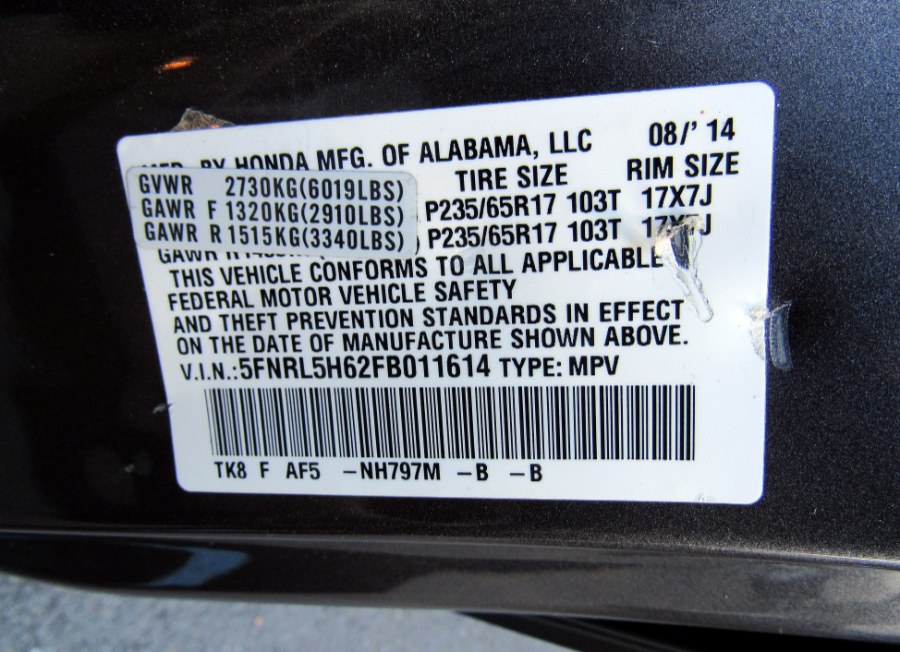 BY HONDA MFG. OF ALABAMA, LLC 08/' 14
TIRE SIZE RIM SIZE
GVWR 2730KG(6019LBS)
GAWR F 1320KG(2910LBS) P235/65R17 103T 17X7J
GAWR R 1515KG(3340LBS) P235/65R17 103T 17X7J
THIS VEHICLE CONFORMS TO ALL APPLICABLE
FEDERAL MOTOR VEHICLE SAFETY
AND THEFT PREVENTION STANDARDS IN EFFECT
ON THE DATE OF MANUFACTURE SHOWN ABOVE.
V.I.N.:5FNRL5H62FB011614 TYPE: MPV
TK8 F AF5 –NH797M –B –B